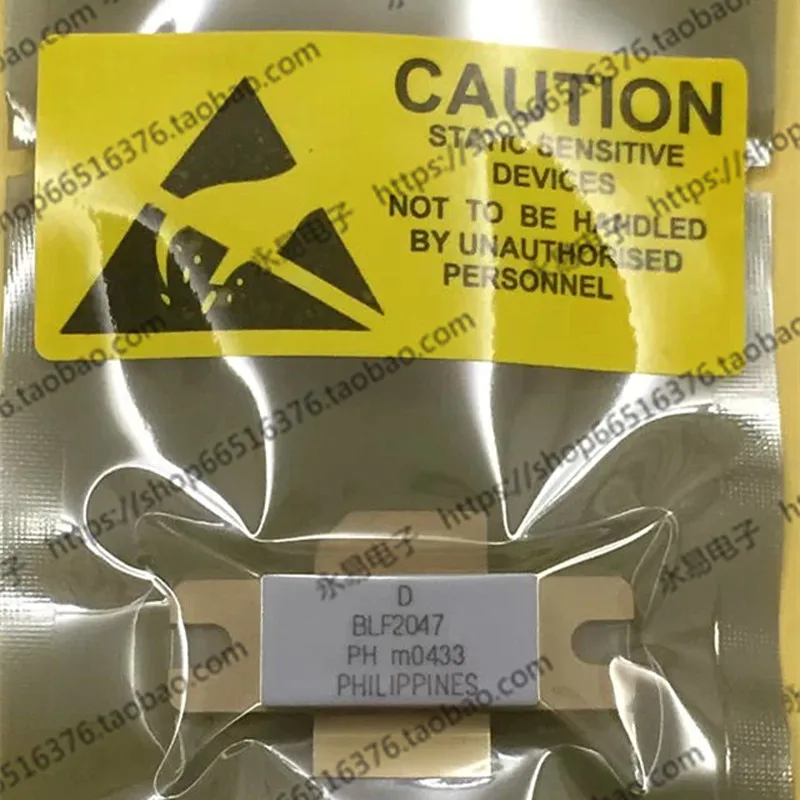 CAUTION
STATIC SENSITIVE
DEVICES
NOT TO BE HANDLED
BY UNAUTHORISED
PERSONNEL
D
BLF2047
PH m0433
PHILIPPINES
https://shop66516376.taobao.com
永易电子